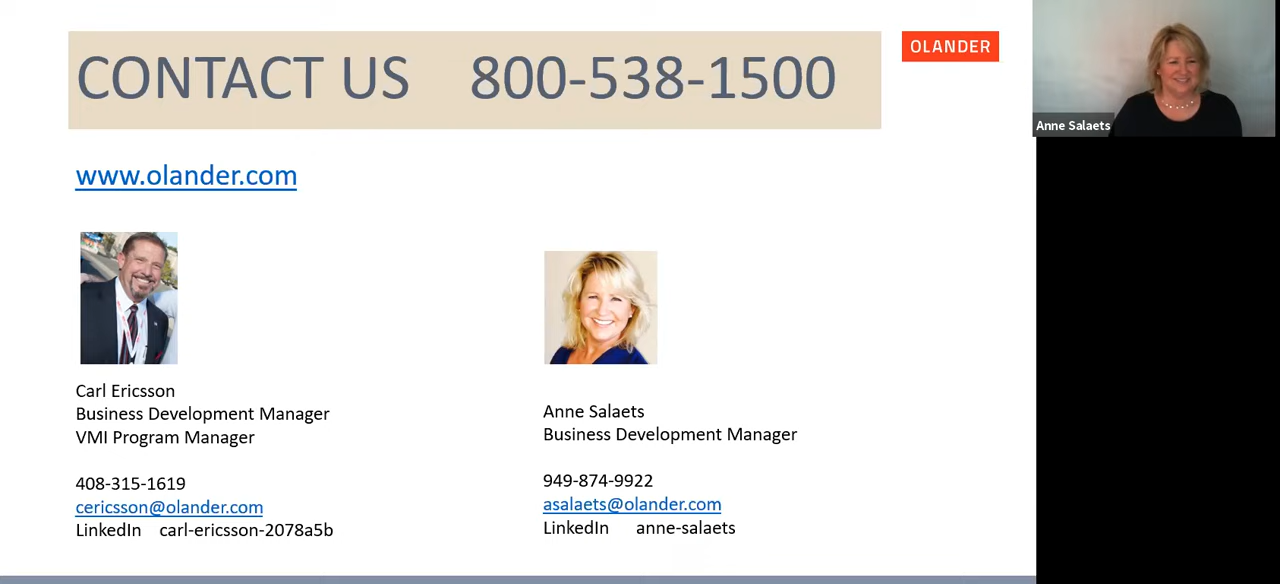 CONTACT US 800-538-1500
OLANDER
Anne Salaets
www.olander.com
Carl Ericsson
Business Development Manager
VMI Program Manager
408-315-1619
cericsson@olander.com
LinkedIn carl-ericsson-2078a5b
Anne Salaets
Business Development Manager
949-874-9922
asalaets@olander.com
LinkedIn anne-salaets